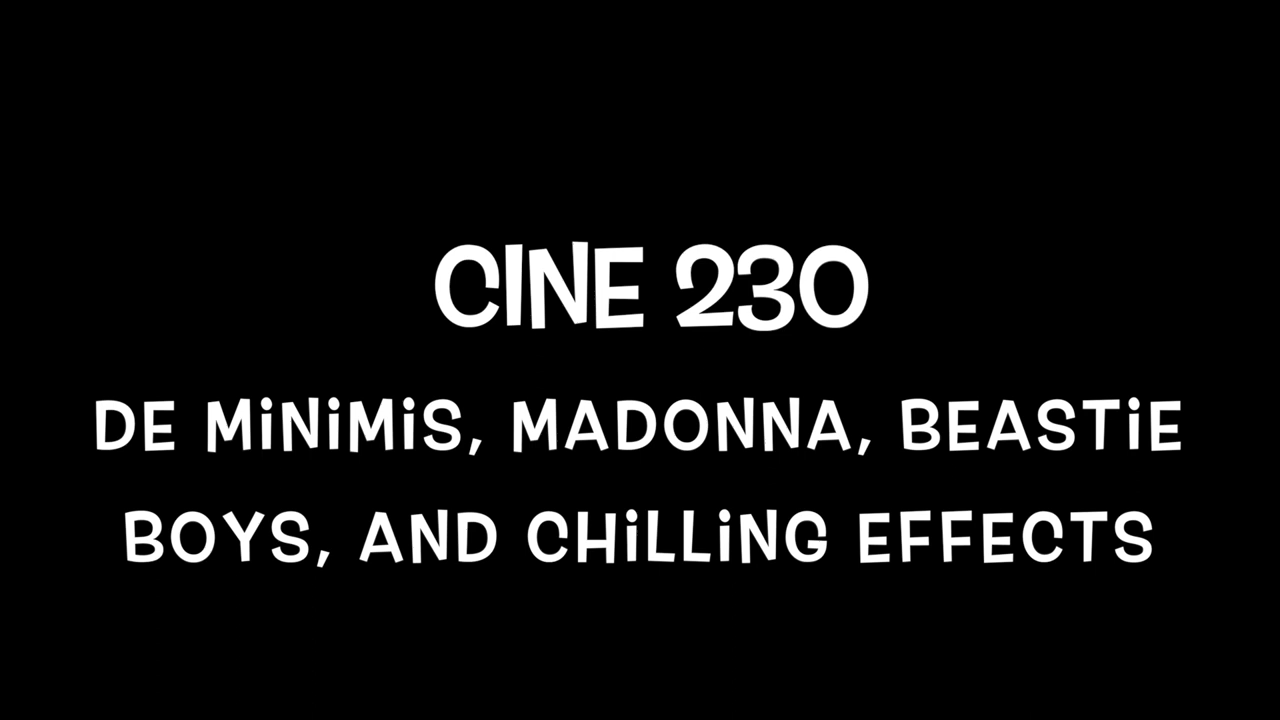 CINE 230
DE MiNiMiS, MADONNA, BEASTiE
BOYS, AND CHiLLiNG EFFECTS